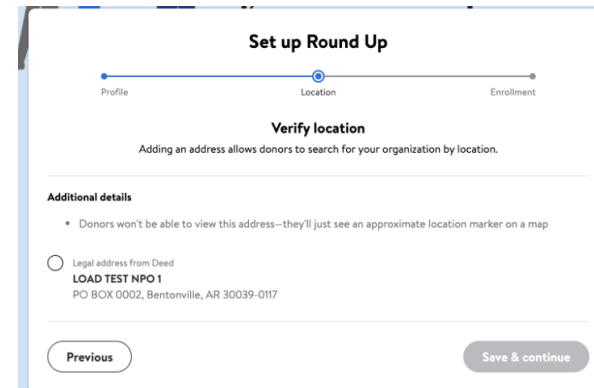 Set up Round Up
Profile
Location
Enrollment
Verify location
Adding an address allows donors to search for your organization by location.
Additional details
• Donors won't be able to view this address—they'll just see an approximate location marker on a map
Legal address from Deed
LOAD TEST NPO 1
PO BOX 0002, Bentonville, AR 30039-0117
Previous
Save & continue